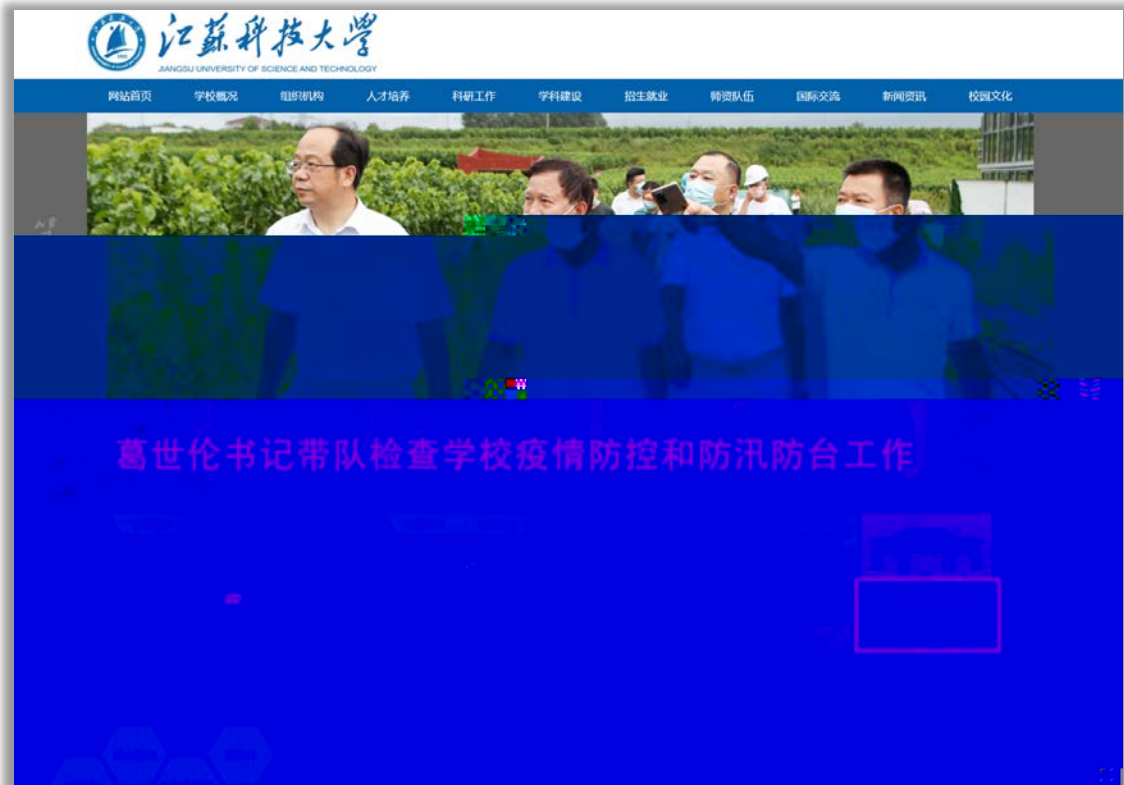 江苏科技大学
JIANGSU UNIVERSITY OF SCIENCE AND TECHNOLOGY
网站首页 学校概况 组织机构 人才培养 科研工作 学科建设 招生就业 师资队伍 国际交流 新闻资讯 校园文化
葛世伦书记带队检查学校疫情防控和防汛防台工作